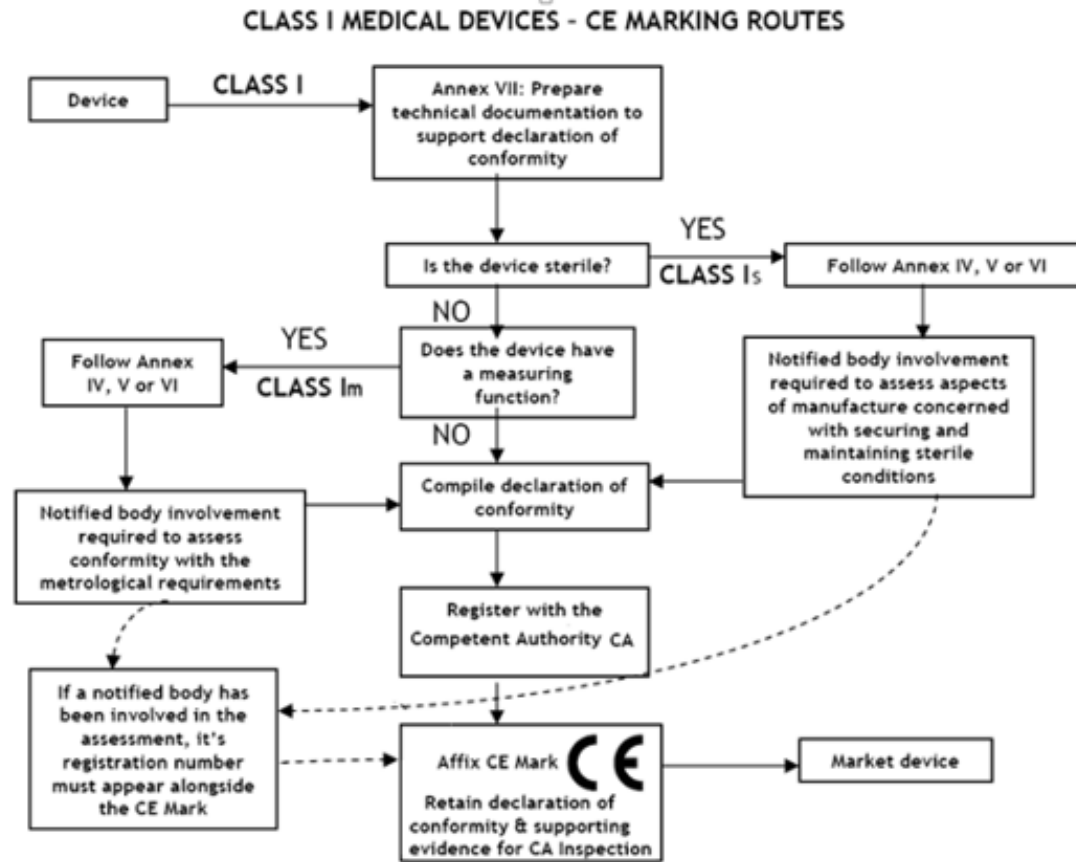 CLASS I MEDICAL DEVICES - CE MARKING ROUTES
Device
CLASS I
Annex VII: Prepare
technical documentation to
support declaration of
conformity
Is the device sterile?
YES
CLASS Is
Follow Annex IV, V or VI
NO
Does the device have
a measuring
function?
YES
CLASS Im
Follow Annex
IV, V or VI
Notified body involvement
required to assess aspects
of manufacture concerned
with securing and
maintaining sterile
conditions
NO
Compile declaration of
conformity
Notified body involvement
required to assess
conformity with the
metrological requirements
Register with the
Competent Authority CA
If a notified body has
been involved in the
assessment, it's
registration number
must appear alongside
the CE Mark
Affix CE Mark CE
Retain declaration of
conformity & supporting
evidence for CA Inspection
Market device